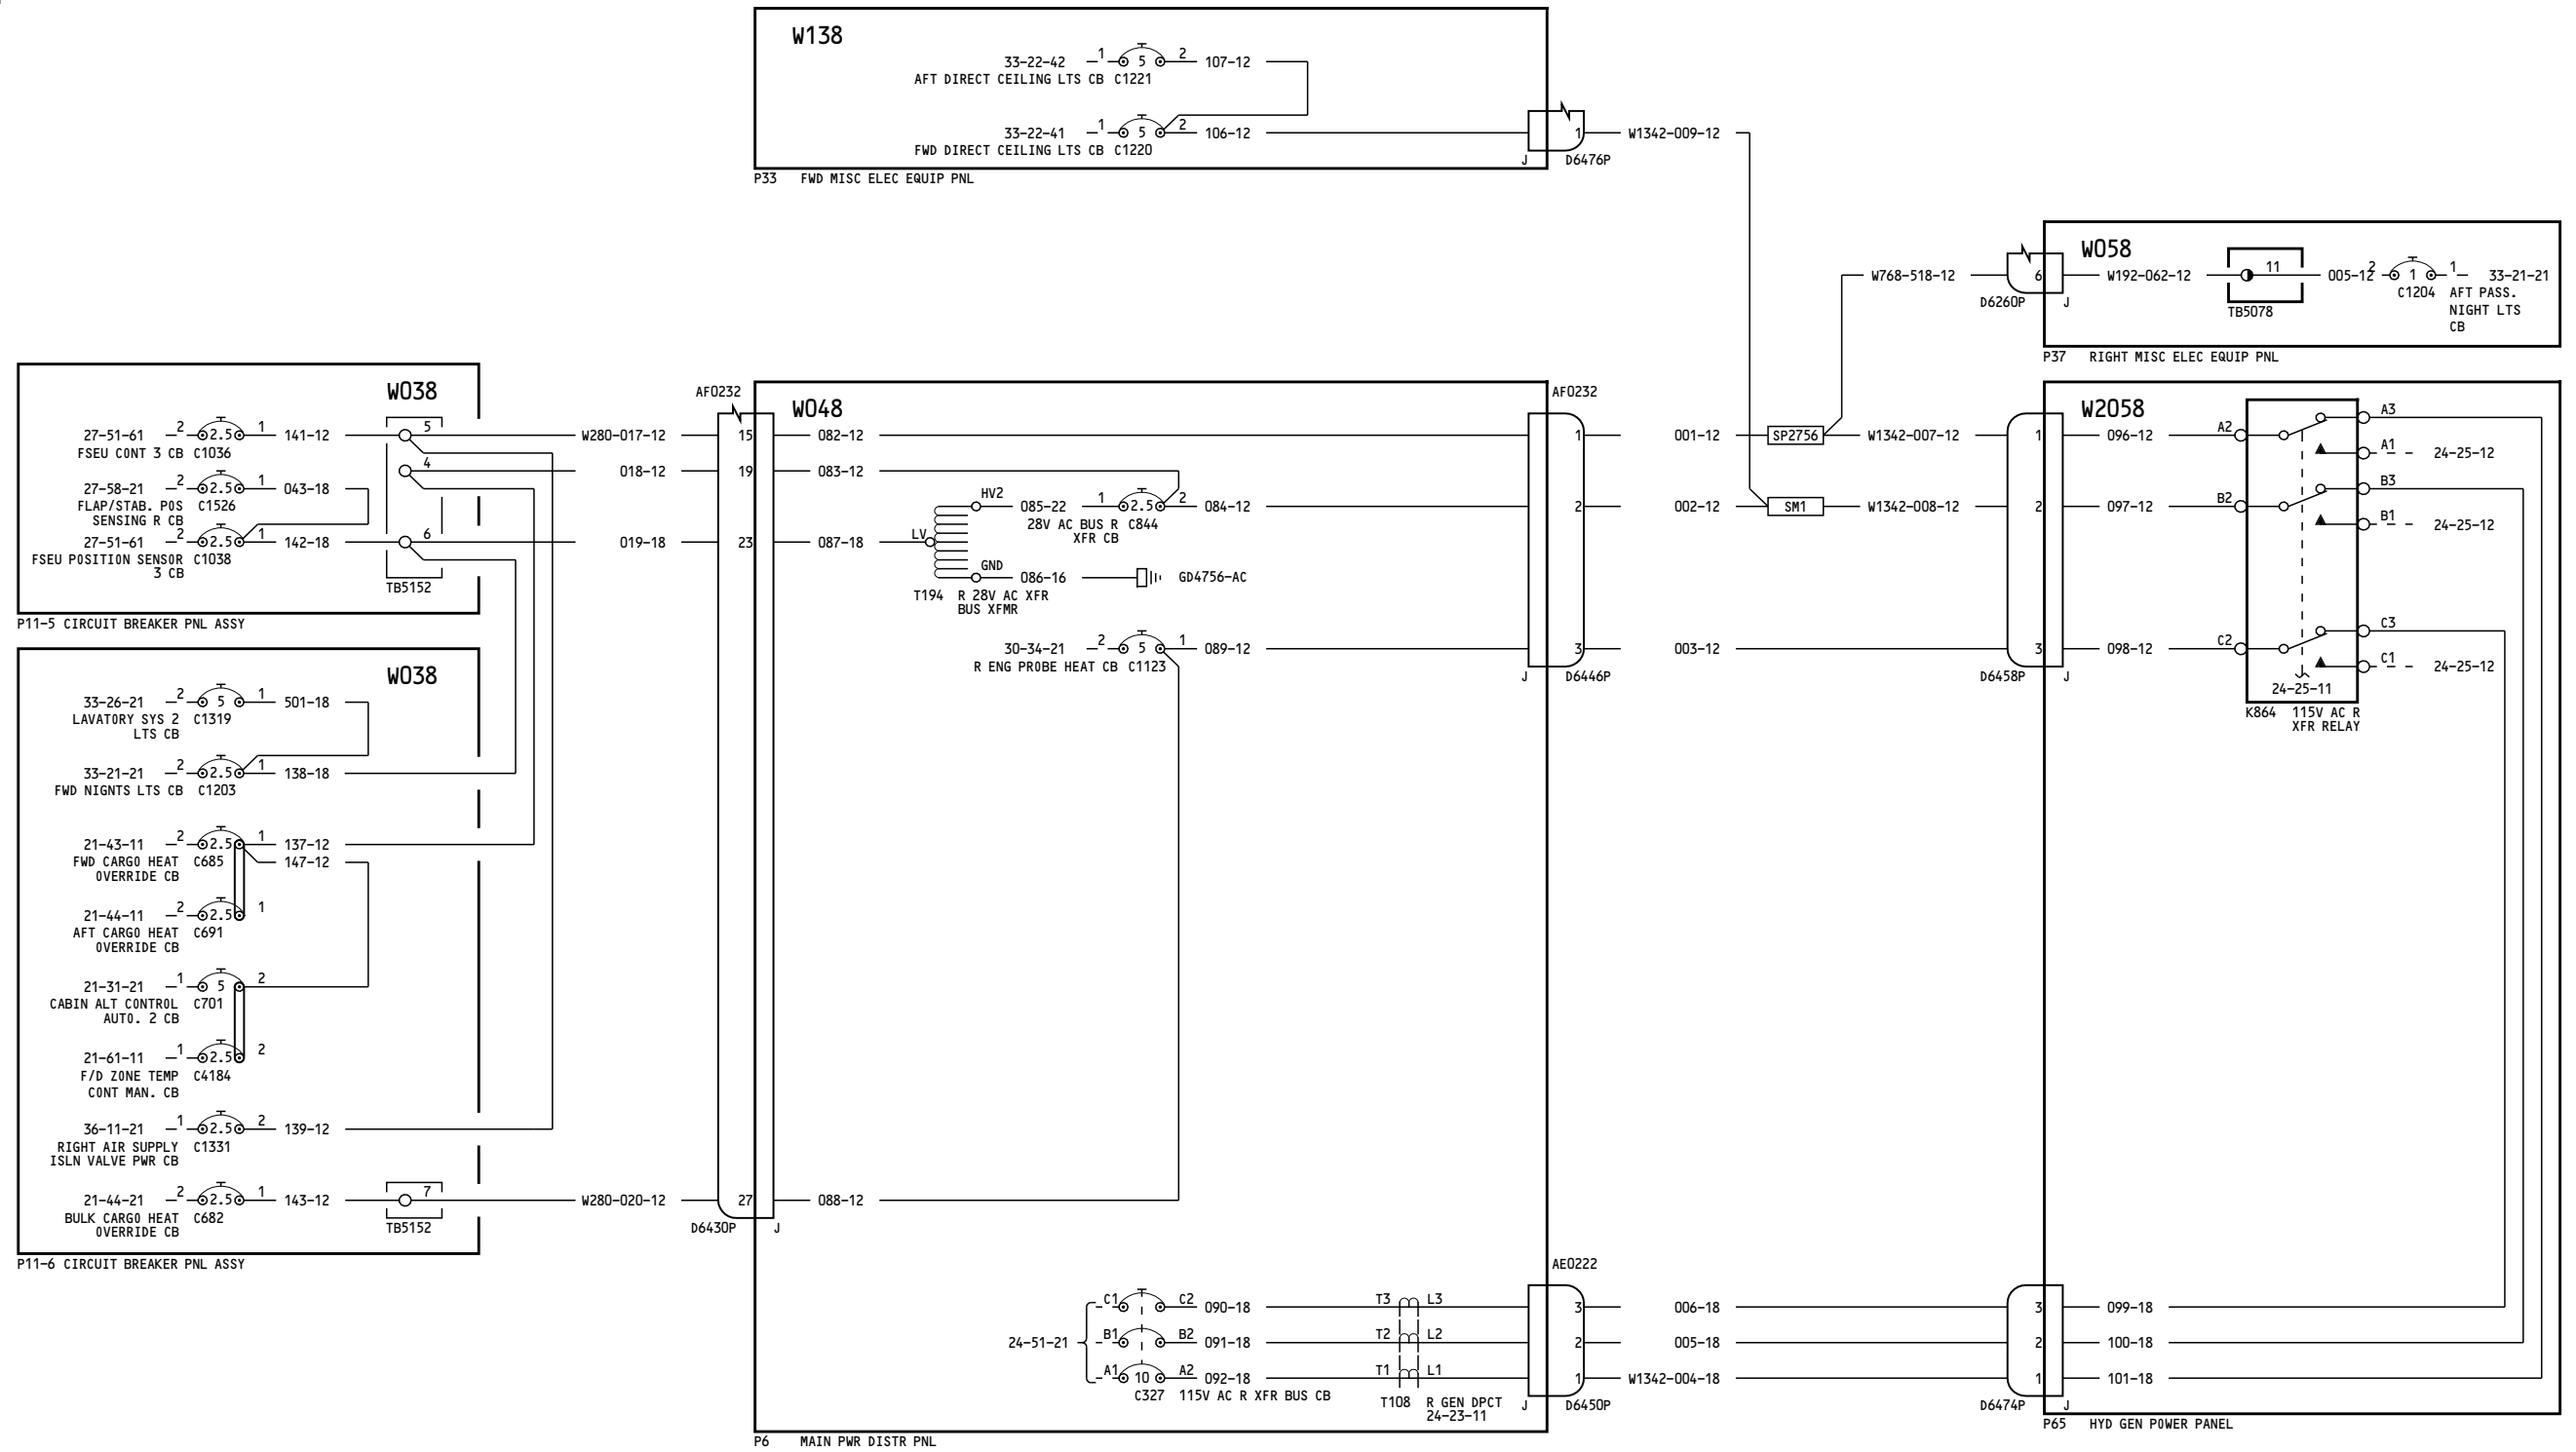 W138
33-22-42 1 5 2 107-12
AFT DIRECT CEILING LTS CB C1221
33-22-41 1 5 2 106-12
FWD DIRECT CEILING LTS CB C1220
1 W1342-009-12
J D6476P
P33 FWD MISC ELEC EQUIP PNL
W058
W768-518-12 6 W192-062-12 11 005-12 2 1 1 33-21-21
D6260P J TB5078 C1204 AFT PASS.
NIGHT LTS
CB
P37 RIGHT MISC ELEC EQUIP PNL
W038
27-51-61 2 2.5 1 141-12 5
FSEU CONT 3 CB C1036
4
27-58-21 2 2.5 1 043-18
FLAP/STAB. POS C1526
SENSING R CB
27-51-61 2 2.5 1 142-18 6
FSEU POSITION SENSOR C1038
3 CB
TB5152
P11-5 CIRCUIT BREAKER PNL ASSY
W038
33-26-21 2 5 1 501-18
LAVATORY SYS 2 C1319
LTS CB
33-21-21 2 2.5 1 138-18
FWD NIGNTS LTS CB C1203
21-43-11 2 2.5 1 137-12
FWD CARGO HEAT C685 147-12
OVERRIDE CB
21-44-11 2 2.5 1
AFT CARGO HEAT C691
OVERRIDE CB
21-31-21 1 5 2
CABIN ALT CONTROL C701
AUTO. 2 CB
21-61-11 1 2.5 2
F/D ZONE TEMP C4184
CONT MAN. CB
36-11-21 1 2.5 2 139-12
RIGHT AIR SUPPLY C1331
ISLN VALVE PWR CB
21-44-21 2 2.5 1 143-12 7
BULK CARGO HEAT C682
OVERRIDE CB
TB5152
P11-6 CIRCUIT BREAKER PNL ASSY
AF0232
W280-017-12 15
018-12 19
019-18 23
W280-020-12 27
D6430P J
W048
082-12
083-12
HV2 085-22 1 2.5 2 084-12
28V AC BUS R C844
XFR CB
087-18 LV
GND 086-16 GD4756-AC
T194 R 28V AC XFR
BUS XFMR
30-34-21 2 5 1 089-12
R ENG PROBE HEAT CB C1123
088-12
24-51-21
C1 C2 090-18 T3 L3
B1 B2 091-18 T2 L2
A1 10 A2 092-18 T1 L1
C327 115V AC R XFR BUS CB
T108 R GEN DPCT
24-23-11
P6 MAIN PWR DISTR PNL
AF0232
1 001-12 SP2756 W1342-007-12 1
2 002-12 SM1 W1342-008-12 2
3 003-12 3
J D6446P D6458P J
AE0222
3 006-18 3
2 005-18 2
1 W1342-004-18 1
J D6450P D6474P J
W2058
096-12 A2 A3
A1 24-25-12
097-12 B2 B3
B1 24-25-12
098-12 C2 C3
C1 24-25-12
24-25-11
K864 115V AC R
XFR RELAY
099-18
100-18
101-18
P65 HYD GEN POWER PANEL